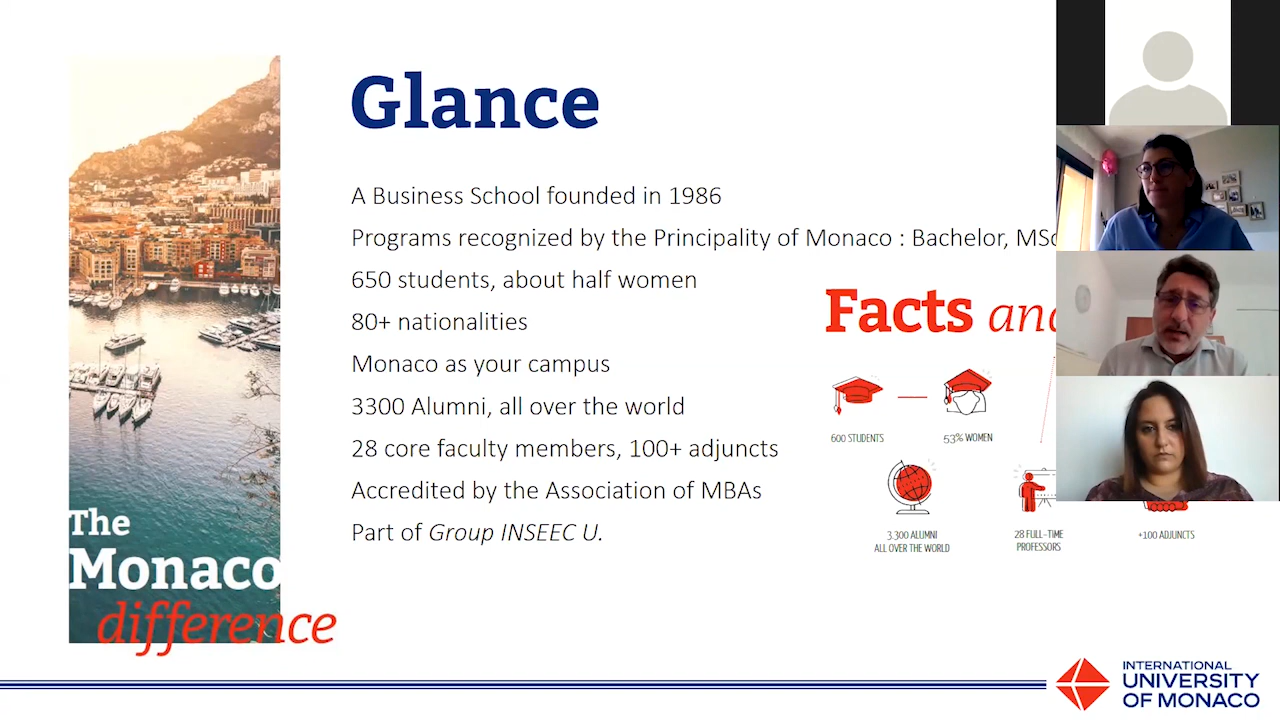 Glance
A Business School founded in 1986
Programs recognized by the Principality of Monaco : Bachelor, MSc
650 students, about half women
80+ nationalities
Monaco as your campus
3300 Alumni, all over the world
28 core faculty members, 100+ adjuncts
Accredited by the Association of MBAs
Part of Group INSEEC U.
The
Monaco
difference
Facts and
600 STUDENTS
53% WOMEN
3.300 ALUMNI
ALL OVER THE WORLD
28 FULL-TIME
PROFESSORS
+100 ADJUNCTS
INTERNATIONAL
UNIVERSITY
OF MONACO